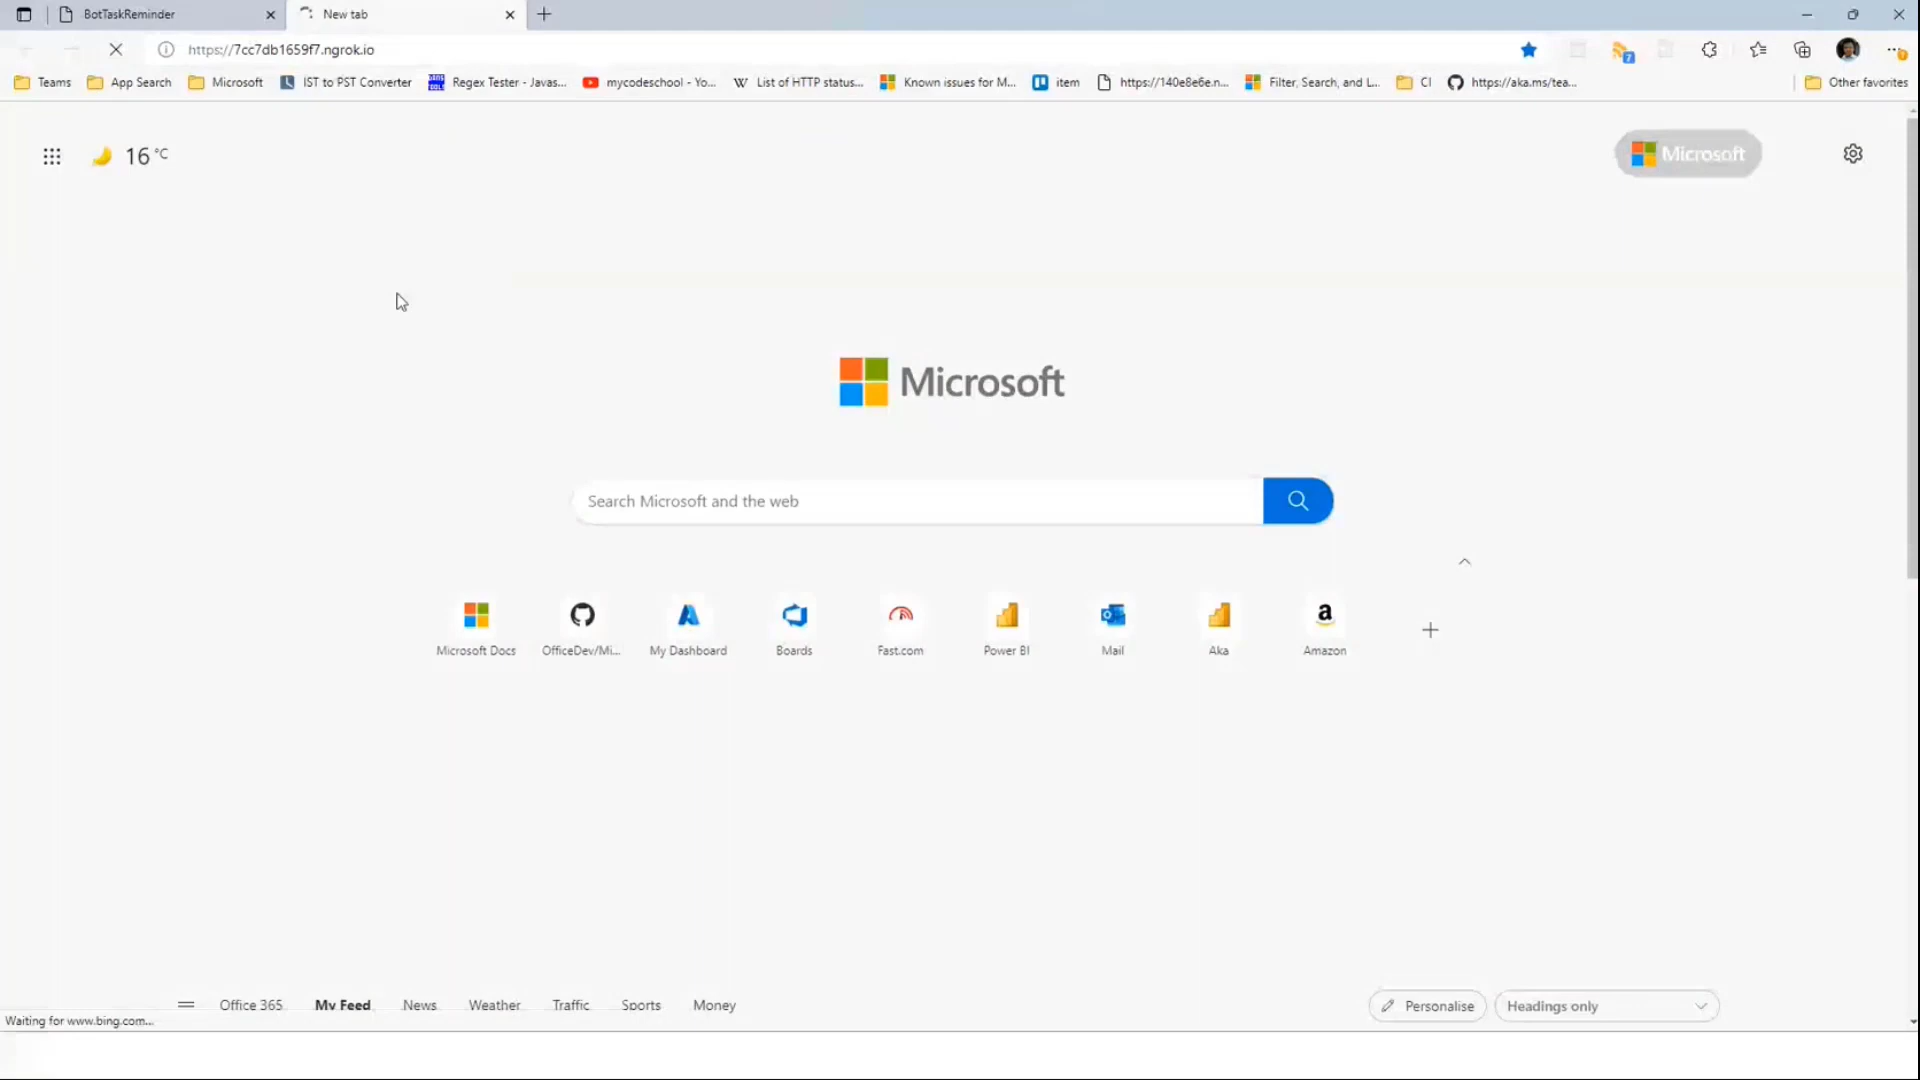 BotTaskReminder
New tab
https://7cc7db1659f7.ngrok.io
7
Teams
App Search
Microsoft
IST to PST Converter
Regex Tester - Javas...
mycodeschool - Yo...
List of HTTP status...
Known issues for M...
item
https://140e8e6e.n...
Filter, Search, and L...
CI
https://aka.ms/tea...
Other favorites
16 °C
Microsoft
Microsoft
Search Microsoft and the web
Microsoft Docs
OfficeDev/Mi...
My Dashboard
Boards
Fast.com
Power BI
Mail
Aka
Amazon
Office 365
My Feed
News
Weather
Traffic
Sports
Money
Personalise
Headings only
Waiting for www.bing.com...